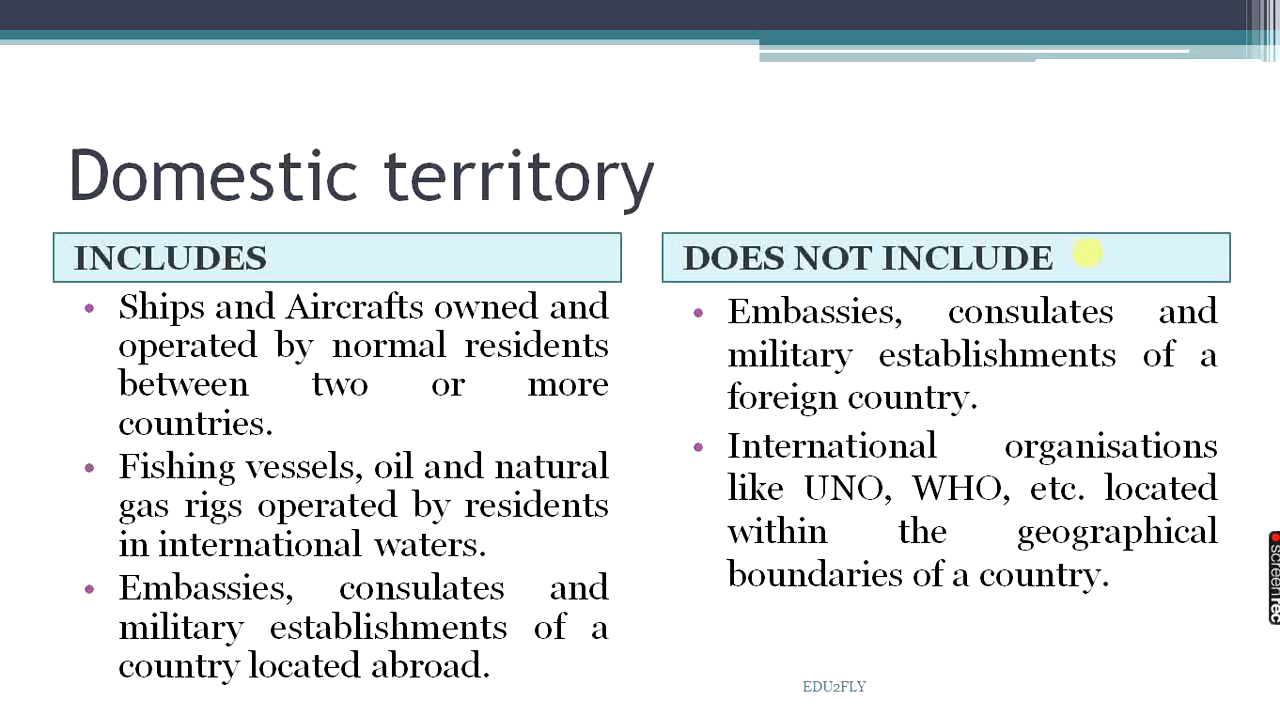 Domestic territory
INCLUDES
Ships and Aircrafts owned and
operated by normal residents
between two or more
countries.
Fishing vessels, oil and natural
gas rigs operated by residents
in international waters.
Embassies, consulates and
military establishments of a
country located abroad.
DOES NOT INCLUDE
Embassies, consulates and
military establishments of a
foreign country.
International organisations
like UNO, WHO, etc. located
within the geographical
boundaries of a country.
EDU2FLY
screenrec